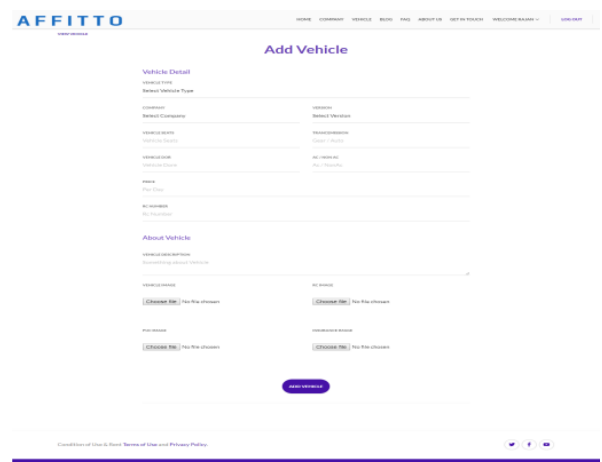 AFFITTO
HOME COMPANY VEHICLE BLOG FAQ ABOUT US GET IN TOUCH WELCOME RAJAN LOG OUT
VIEW VEHICLE
Add Vehicle
Vehicle Detail
VEHICLE TYPE
Select Vehicle Type
COMPANY VERSION
Select Company Select Version
VEHICLE SEATS TRANSMISSION
Vehicle Seats Gear / Auto
VEHICLE DOR AC / NON AC
Vehicle Door Ac / NonAc
PRICE
Per Day
RC NUMBER
Rc Number
About Vehicle
VEHICLE DESCRIPTION
Something about Vehicle
VEHICLE IMAGE RC IMAGE
Choose file No file chosen Choose file No file chosen
PUC IMAGE INSURANCE IMAGE
Choose file No file chosen Choose file No file chosen
ADD VEHICLE
Condition of Use & Rent Terms of Use and Privacy Policy.